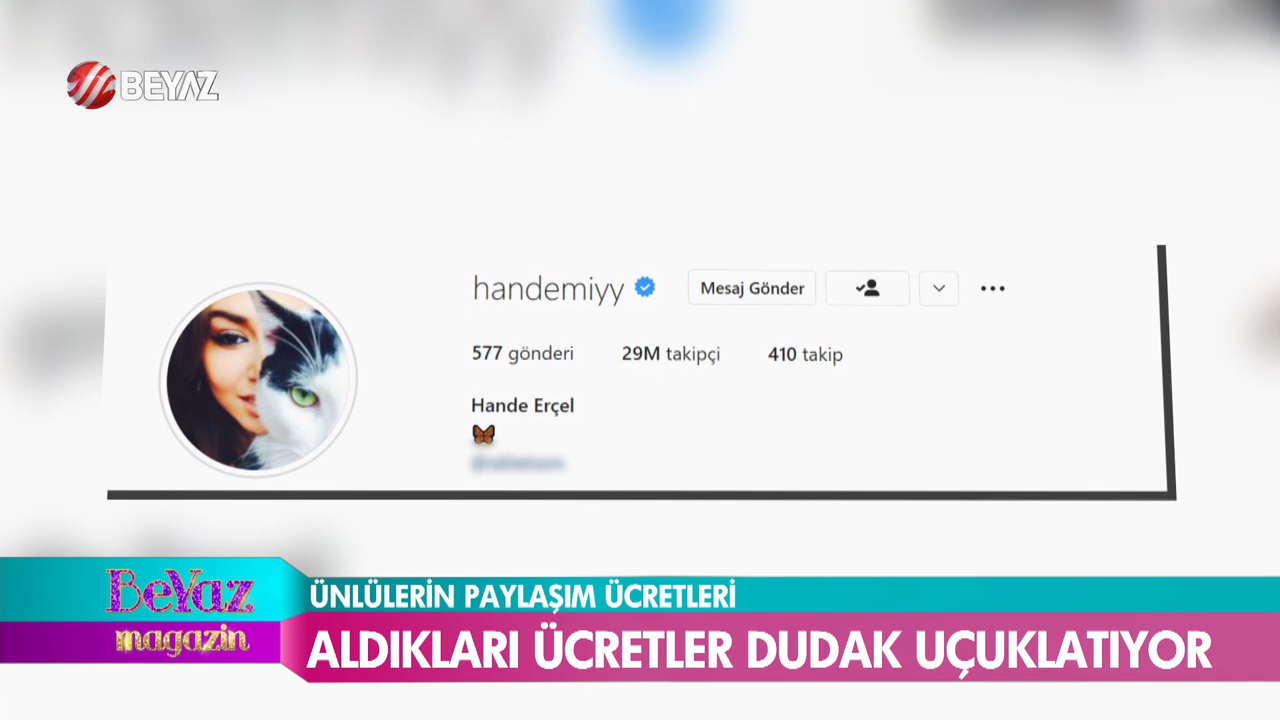 BEYAZ
handemiyy
Mesaj Gönder
577 gönderi 29M takipçi 410 takip
Hande Erçel
BeYaz
magazin
ÜNLÜLERİN PAYLAŞIM ÜCRETLERİ
ALDIKLARI ÜCRETLER DUDAK UÇUKLATIYOR